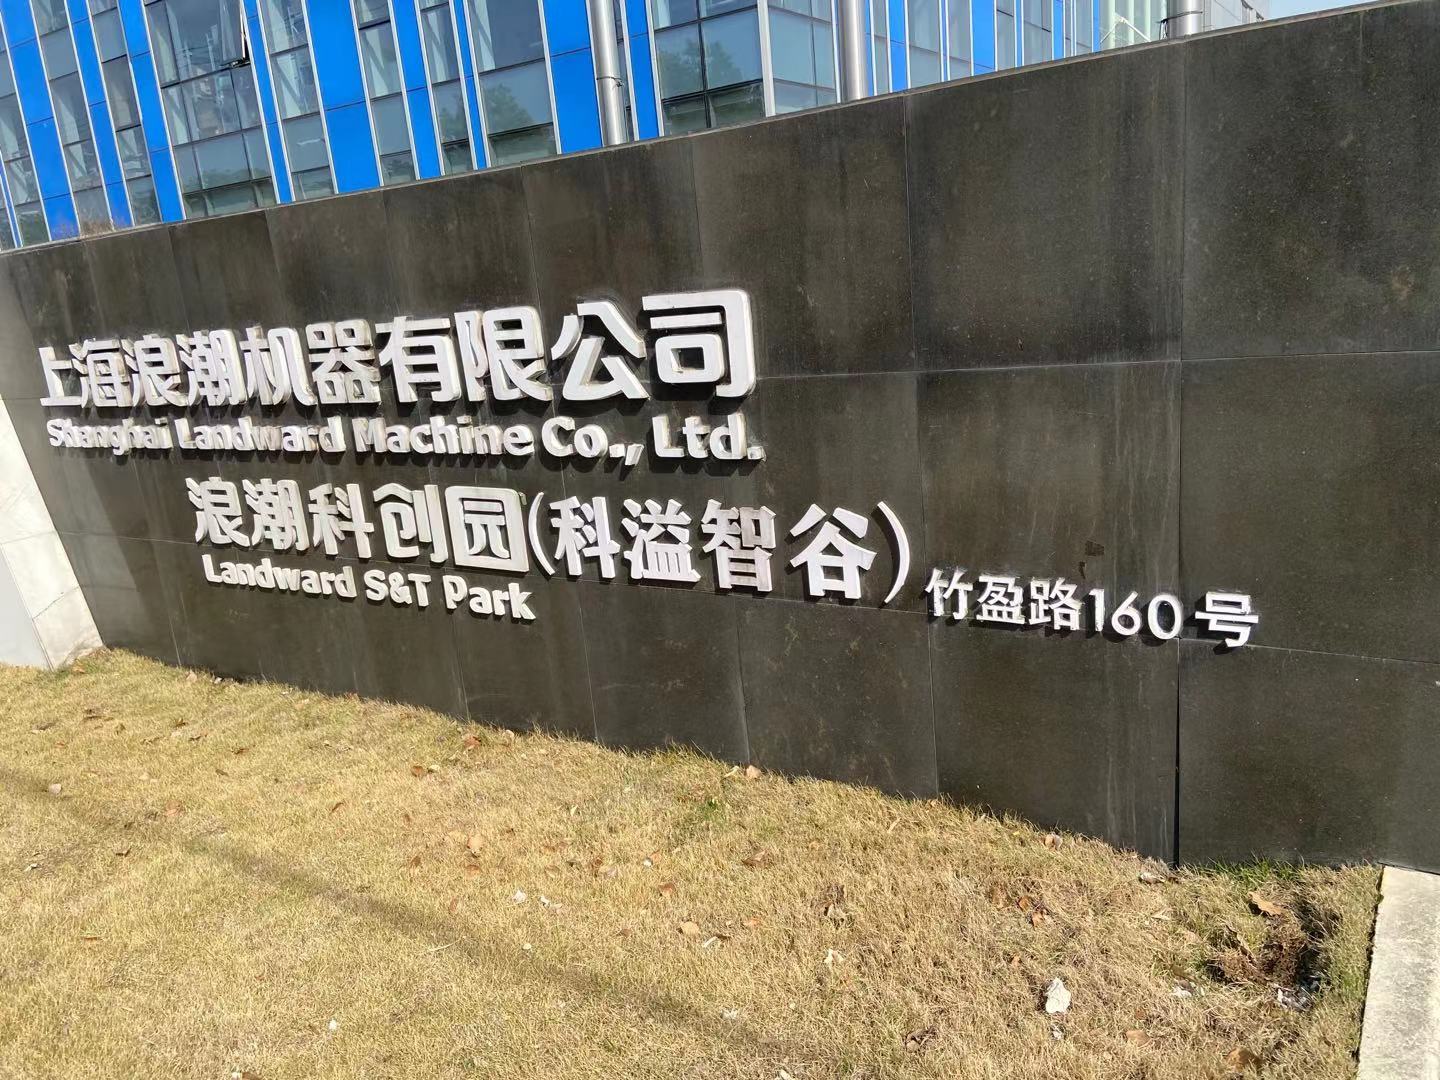 上海浪潮机器有限公司
Shanghai Landward Machine Co., Ltd.
浪潮科创园(科溢智谷)
Landward S&T Park
竹盈路160号